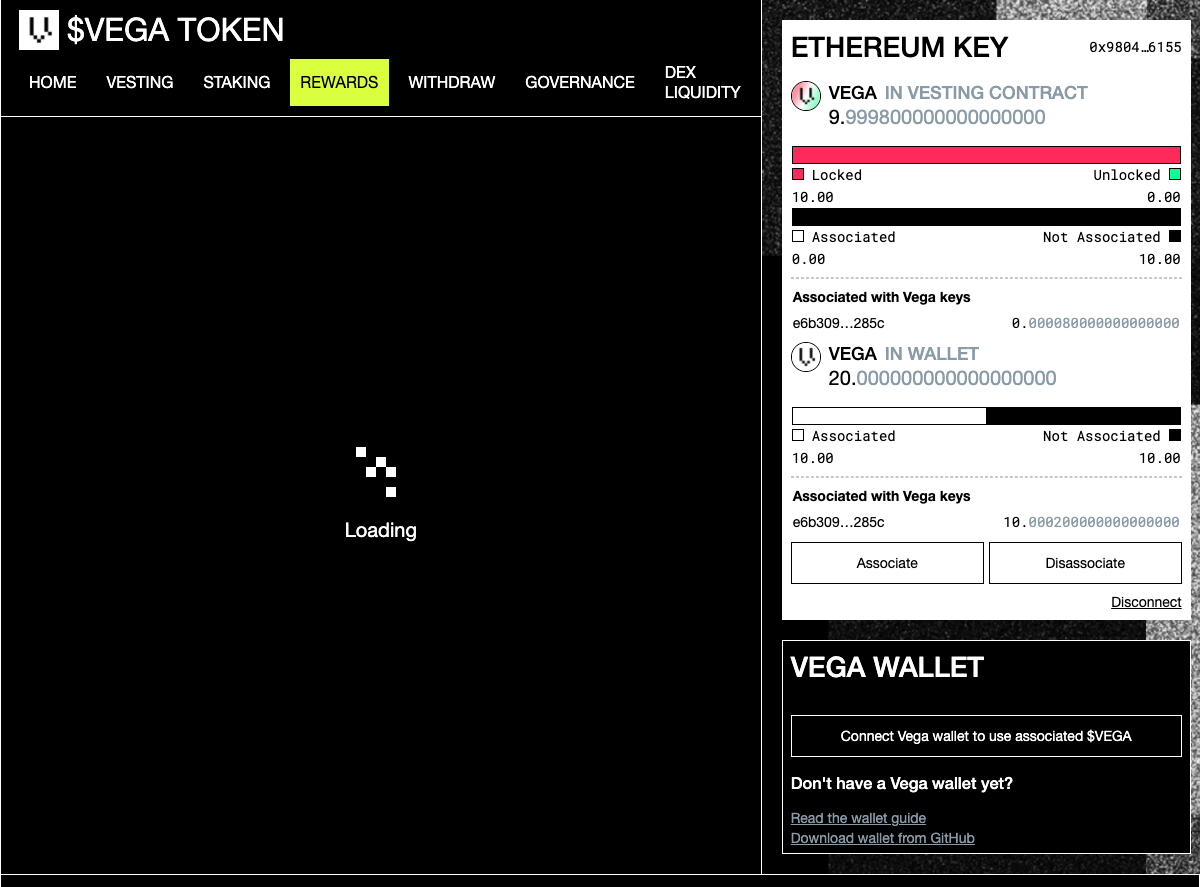 $VEGA TOKEN
HOME VESTING STAKING REWARDS WITHDRAW GOVERNANCE DEX LIQUIDITY
Loading
ETHEREUM KEY 0x9804…6155
VEGA IN VESTING CONTRACT
9.999800000000000000
Locked Unlocked
10.00 0.00
Associated Not Associated
0.00 10.00
Associated with Vega keys
e6b309…285c 0.000080000000000000
VEGA IN WALLET
20.000000000000000000
Associated Not Associated
10.00 10.00
Associated with Vega keys
e6b309…285c 10.000200000000000000
Associate Disassociate
Disconnect
VEGA WALLET
Connect Vega wallet to use associated $VEGA
Don't have a Vega wallet yet?
Read the wallet guide
Download wallet from GitHub